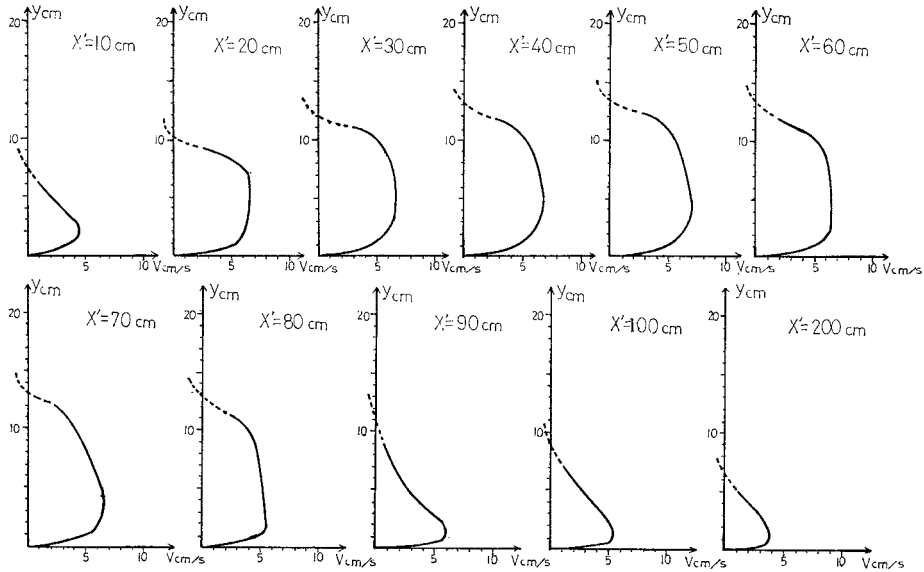 ycm ycm ycm ycm ycm ycm
20 20 20 20 20 20
X'=10 cm X'=20 cm X'=30 cm X'=40 cm X'=50 cm X'=60 cm
10 10 10 10 10 10
5 10 5 10 5 10 5 10 5 10 5 10
Vcm/s Vcm/s Vcm/s Vcm/s Vcm/s Vcm/s
ycm ycm ycm ycm ycm
20 20 20 20 20
X'=70 cm X'=80 cm X'=90 cm X'=100 cm X'=200 cm
10 10 10 10 10
5 10 5 10 5 10 5 10 5 10
Vcm/s Vcm/s Vcm/s Vcm/s Vcm/s